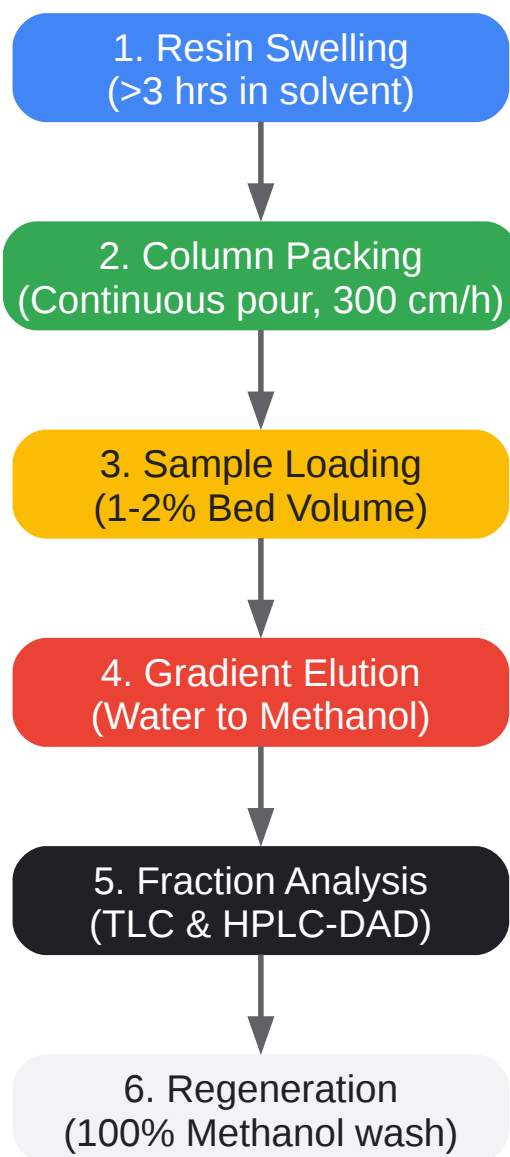 1. Resin Swelling
(>3 hrs in solvent)
2. Column Packing
(Continuous pour, 300 cm/h)
3. Sample Loading
(1-2% Bed Volume)
4. Gradient Elution
(Water to Methanol)
5. Fraction Analysis
(TLC & HPLC-DAD)
6. Regeneration
(100% Methanol wash)